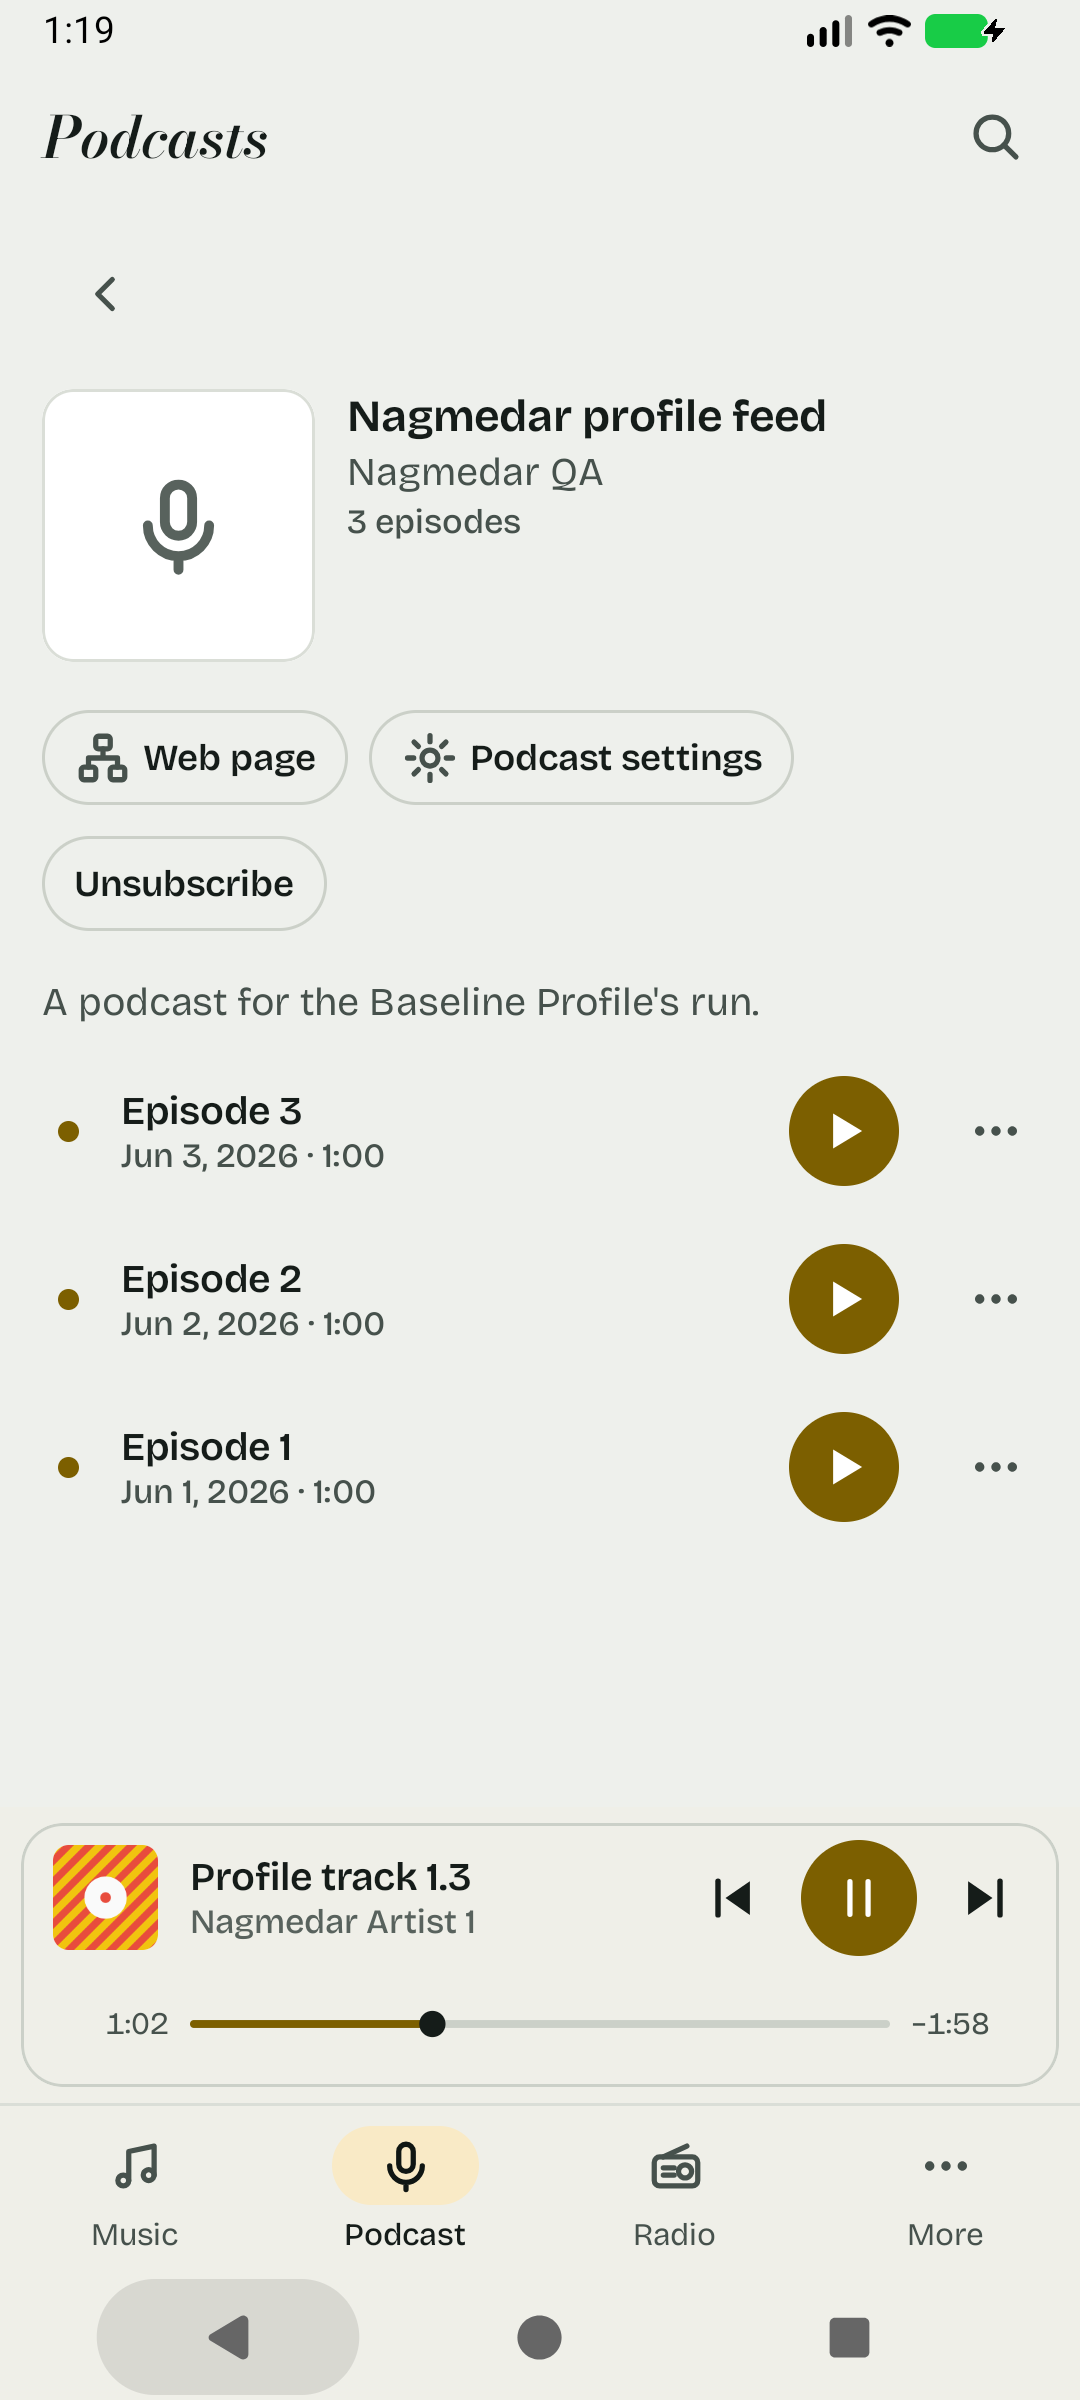 1:19
Podcasts
Nagmedar profile feed
Nagmedar QA
3 episodes
Web page
Podcast settings
Unsubscribe
A podcast for the Baseline Profile's run.
Episode 3
Jun 3, 2026 · 1:00
Episode 2
Jun 2, 2026 · 1:00
Episode 1
Jun 1, 2026 · 1:00
Profile track 1.3
Nagmedar Artist 1
1:02
-1:58
Music
Podcast
Radio
More